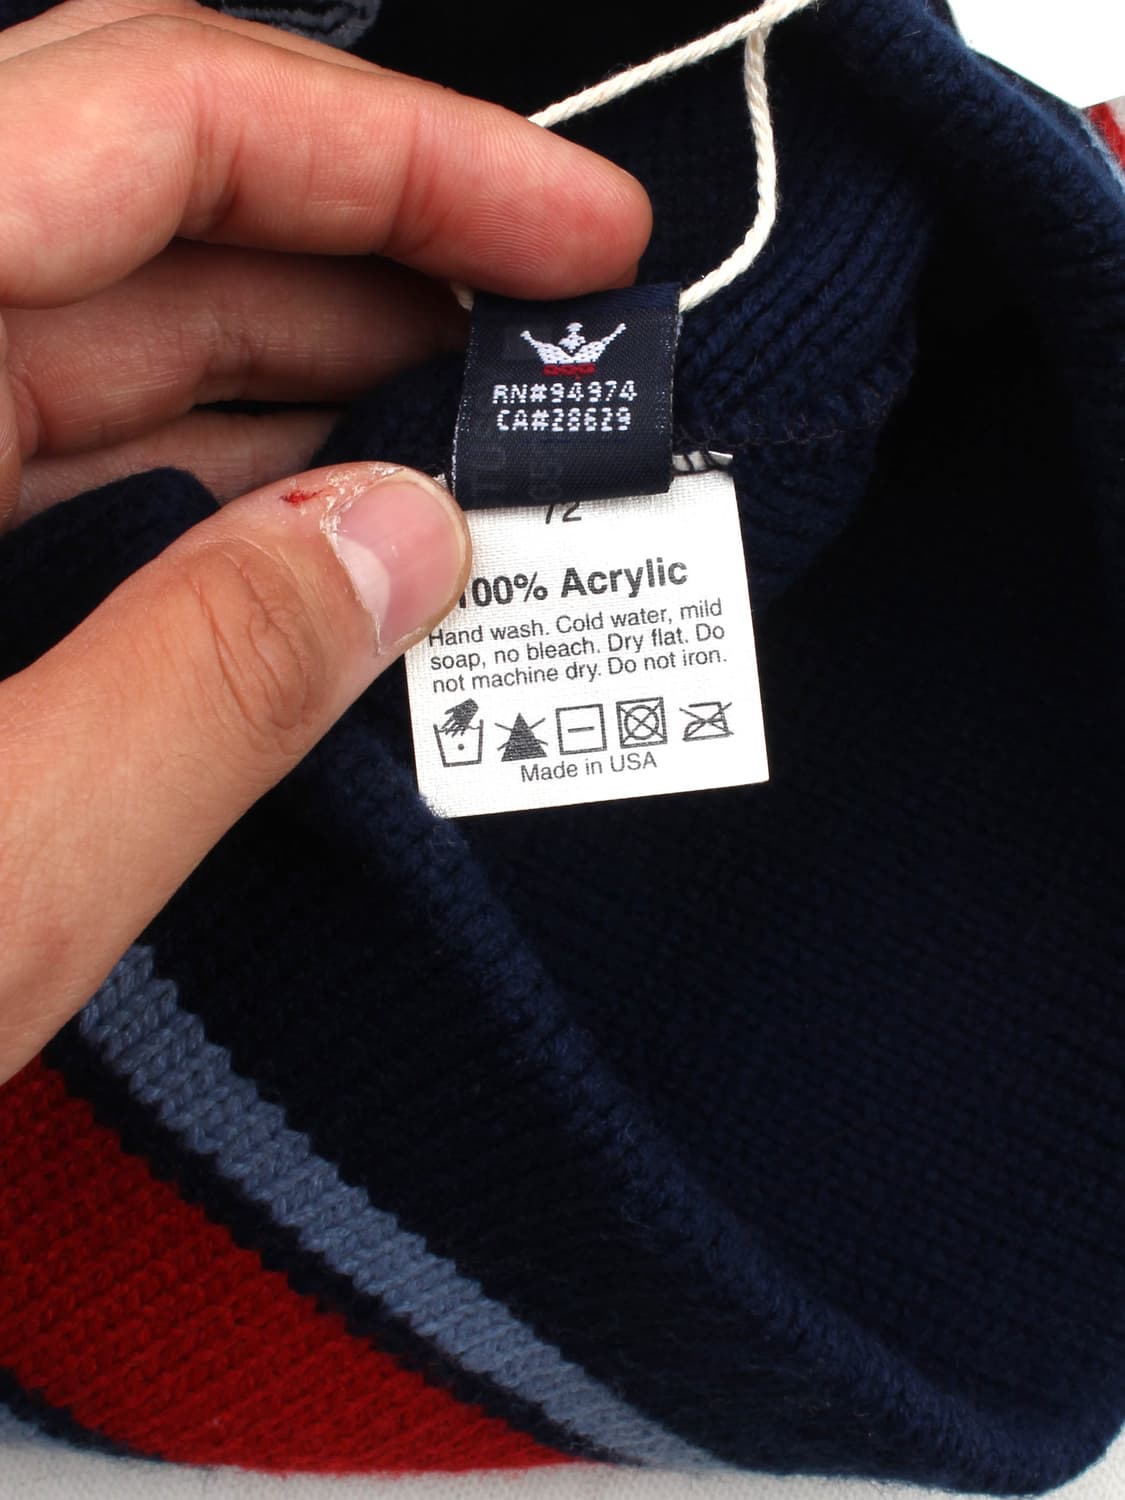 RN#94974
CA#28629
72
100% Acrylic
Hand wash. Cold water, mild
soap, no bleach. Dry flat. Do
not machine dry. Do not iron.
Made in USA